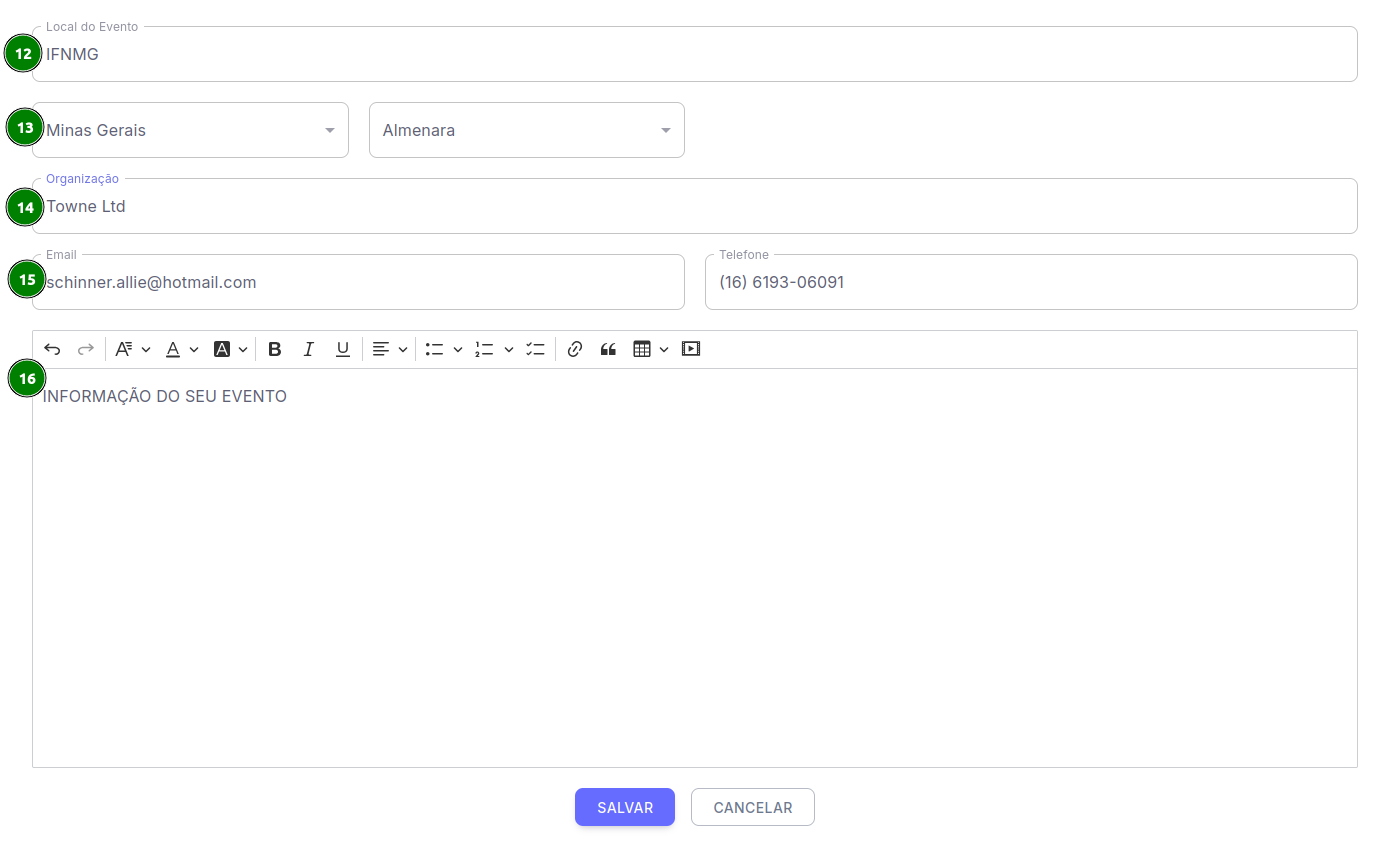 Local do Evento
12 IFNMG
13 Minas Gerais Almenara
Organização
14 Towne Ltd
Email Telefone
15 schinner.allie@hotmail.com (16) 6193-06091
16
INFORMAÇÃO DO SEU EVENTO
SALVAR CANCELAR